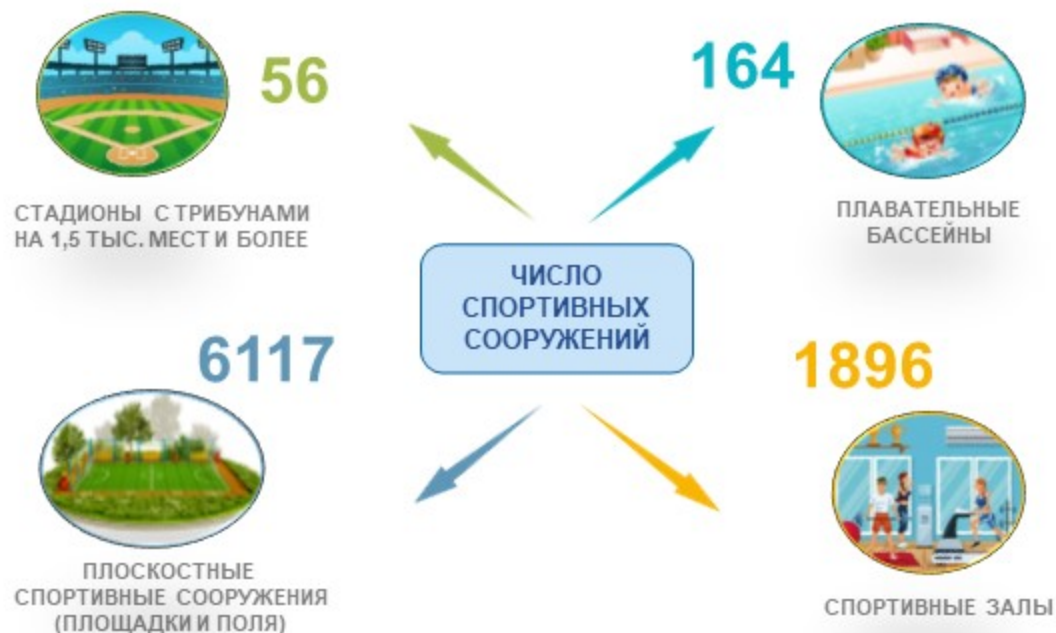 56
СТАДИОНЫ С ТРИБУНАМИ
НА 1,5 ТЫС. МЕСТ И БОЛЕЕ
164
ПЛАВАТЕЛЬНЫЕ
БАССЕЙНЫ
ЧИСЛО
СПОРТИВНЫХ
СООРУЖЕНИЙ
6117
ПЛОСКОСТНЫЕ
СПОРТИВНЫЕ СООРУЖЕНИЯ
(ПЛОЩАДКИ И ПОЛЯ)
1896
СПОРТИВНЫЕ ЗАЛЫ